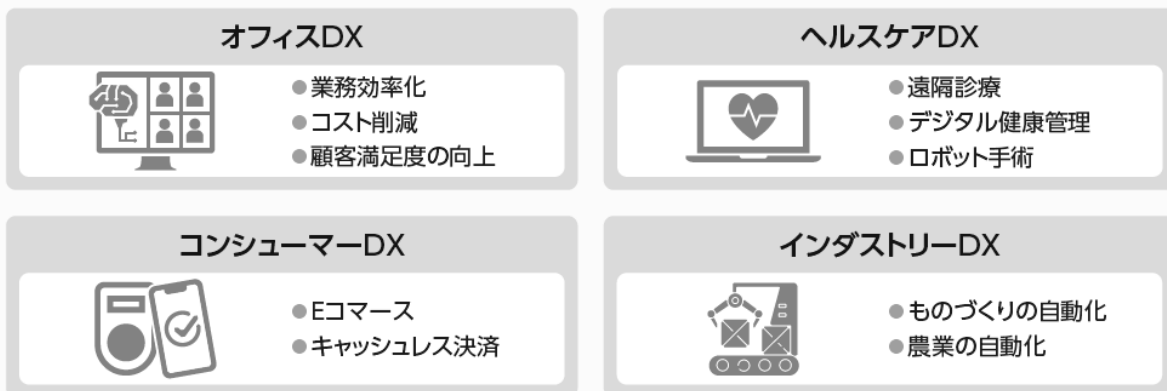 オフィスDX
●業務効率化
●コスト削減
●顧客満足度の向上
ヘルスケアDX
●遠隔診療
●デジタル健康管理
●ロボット手術
コンシューマーDX
●Eコマース
●キャッシュレス決済
インダストリーDX
●ものづくりの自動化
●農業の自動化